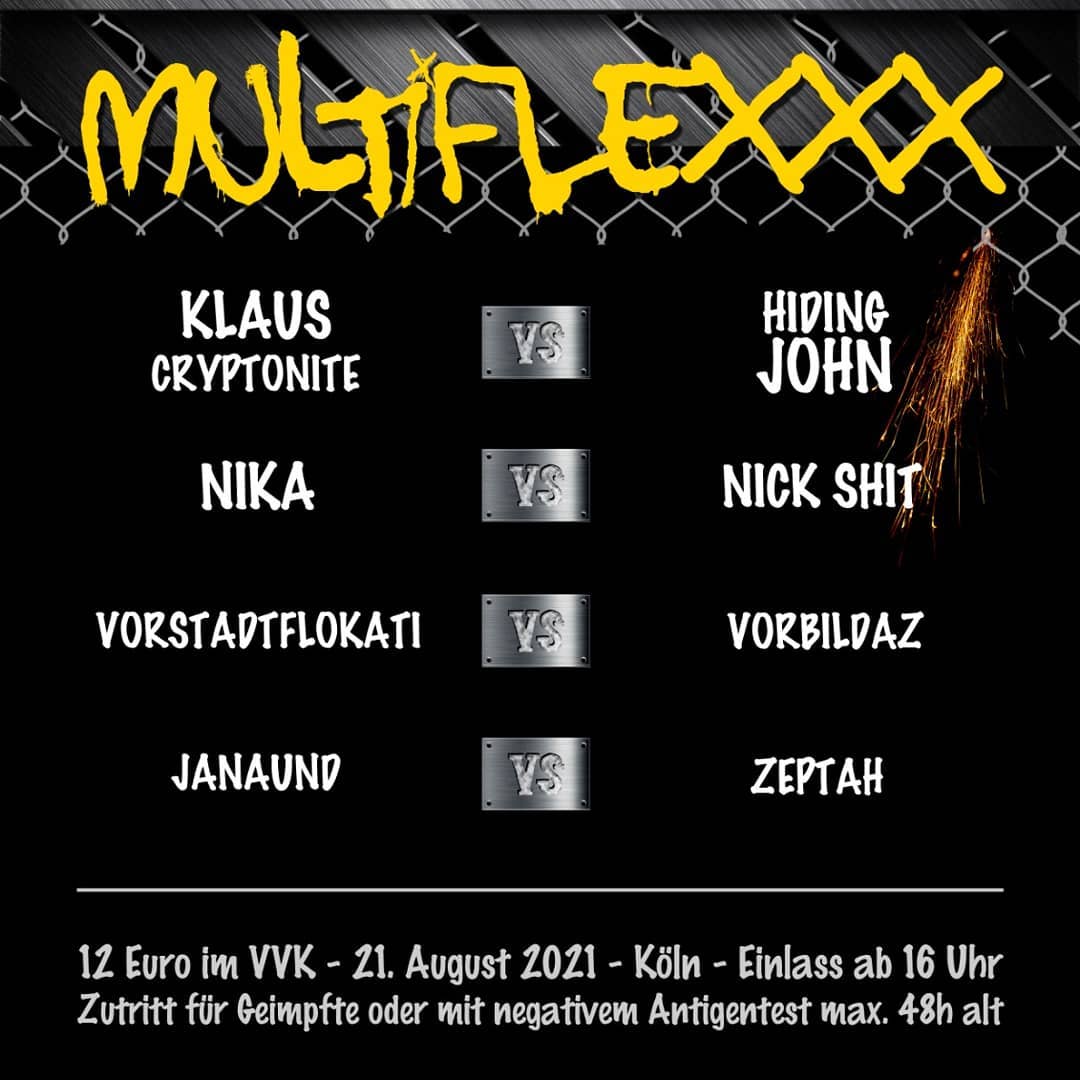 MULTiFLEXXX
KLAUS
CRYPTONITE
VS
HIDING
JOHN
NIKA
VS
NICK SHIT
VORSTADTFLOKATI
VS
VORBILDAZ
JANAUND
VS
ZEPTAH
12 Euro im VVK - 21. August 2021 - Köln - Einlass ab 16 Uhr
Zutritt für Geimpfte oder mit negativem Antigentest max. 48h alt